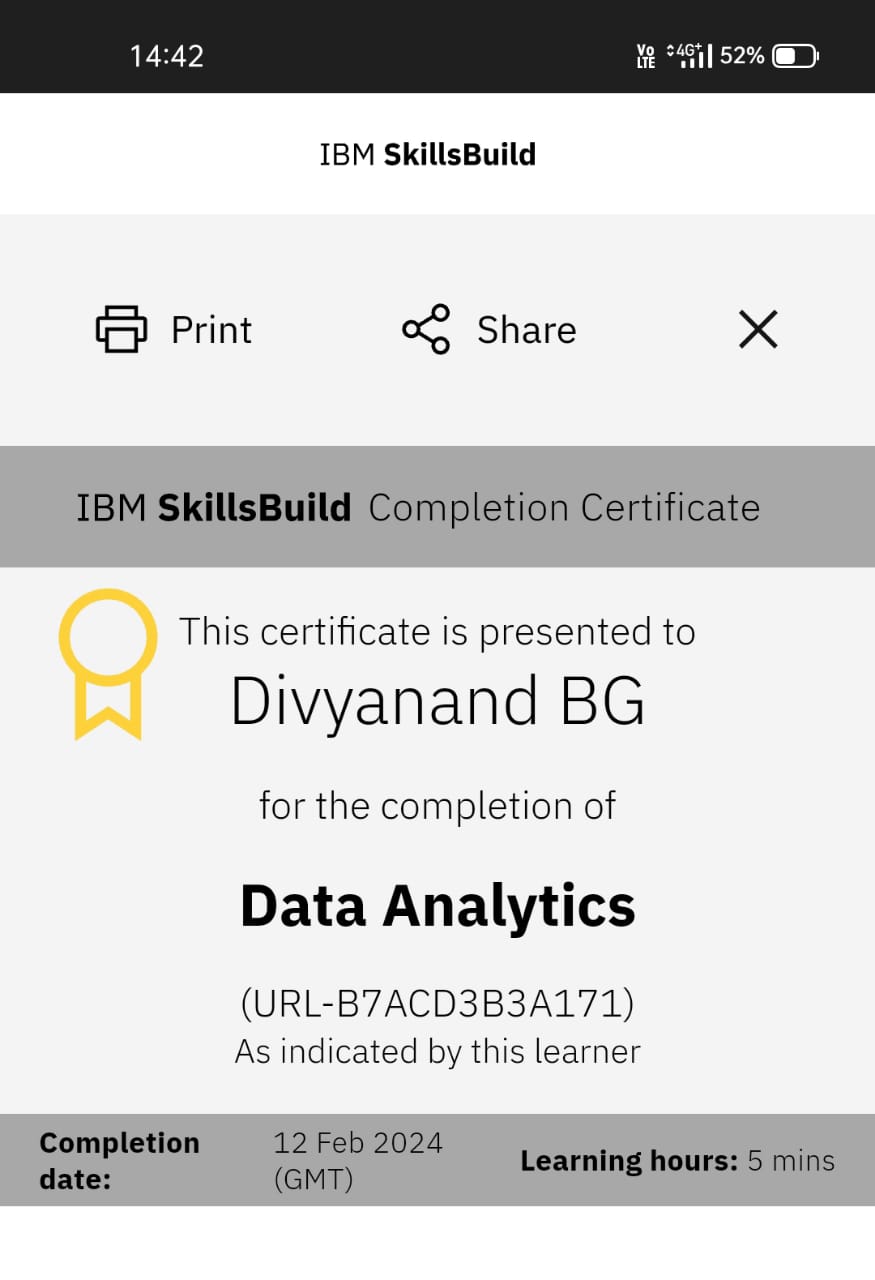 14:42 Vo LTE 4G+ 52%
IBM SkillsBuild
Print Share
IBM SkillsBuild Completion Certificate
This certificate is presented to
Divyanand BG
for the completion of
Data Analytics
(URL-B7ACD3B3A171)
As indicated by this learner
Completion date: 12 Feb 2024 (GMT) Learning hours: 5 mins